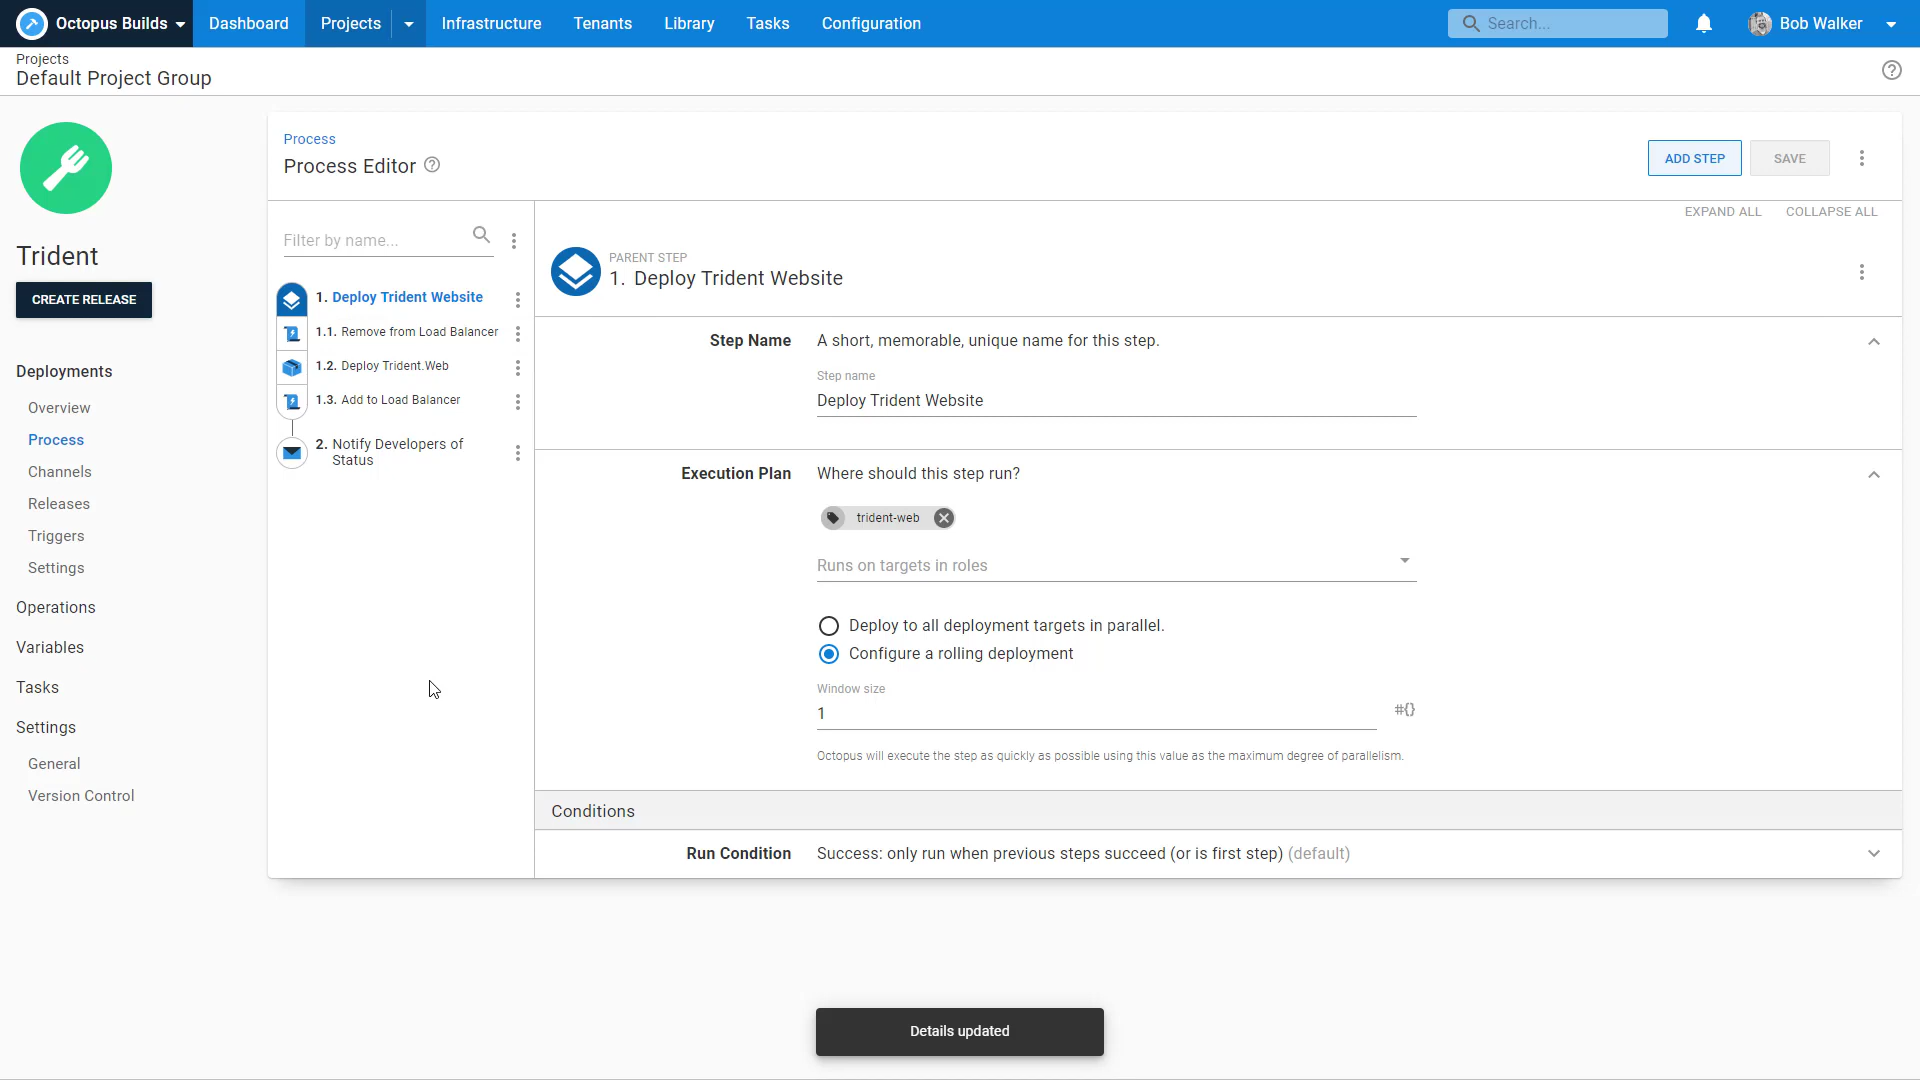 Octopus Builds
Dashboard
Projects
Infrastructure
Tenants
Library
Tasks
Configuration
Search...
Bob Walker
Projects
Default Project Group
Trident
CREATE RELEASE
Deployments
Overview
Process
Channels
Releases
Triggers
Settings
Operations
Variables
Tasks
Settings
General
Version Control
Process
Process Editor
ADD STEP
SAVE
Filter by name...
1. Deploy Trident Website
1.1. Remove from Load Balancer
1.2. Deploy Trident.Web
1.3. Add to Load Balancer
2. Notify Developers of
Status
EXPAND ALL
COLLAPSE ALL
PARENT STEP
1. Deploy Trident Website
Step Name
A short, memorable, unique name for this step.
Step name
Deploy Trident Website
Execution Plan
Where should this step run?
trident-web
Runs on targets in roles
Deploy to all deployment targets in parallel.
Configure a rolling deployment
Window size
1
#{}
Octopus will execute the step as quickly as possible using this value as the maximum degree of parallelism.
Conditions
Run Condition
Success: only run when previous steps succeed (or is first step) (default)
Details updated